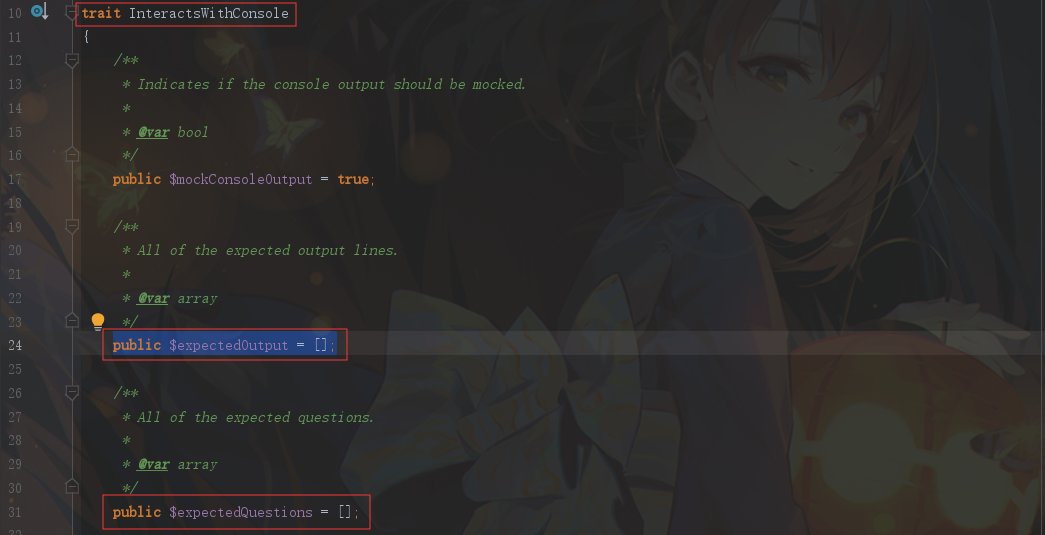 10 trait InteractsWithConsole
11 {
12 /**
13 * Indicates if the console output should be mocked.
14 *
15 * @var bool
16 */
17 public $mockConsoleOutput = true;
18
19 /**
20 * All of the expected output lines.
21 *
22 * @var array
23 */
24 public $expectedOutput = [];
25
26 /**
27 * All of the expected questions.
28 *
29 * @var array
30 */
31 public $expectedQuestions = [];